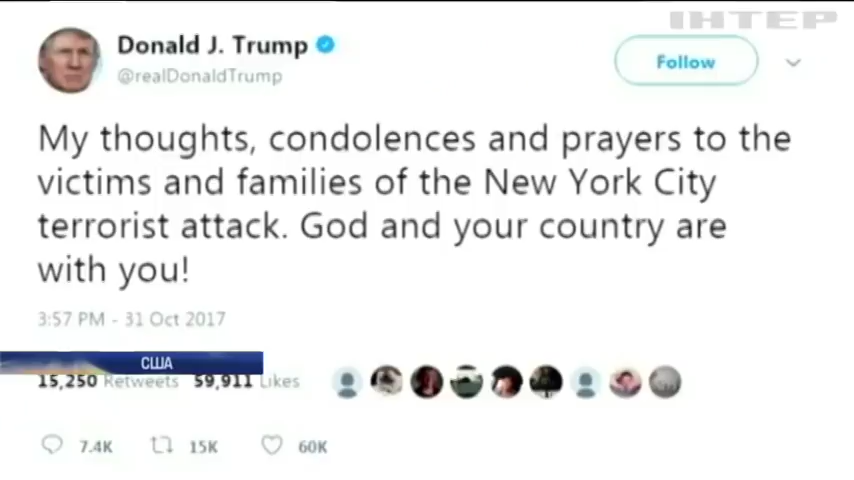 ІНТЕР
Donald J. Trump
@realDonaldTrump
Follow
My thoughts, condolences and prayers to the
victims and families of the New York City
terrorist attack. God and your country are
with you!
3:57 PM - 31 Oct 2017
США
15,250 Retweets 59,911 Likes
7.4K 15K 60K